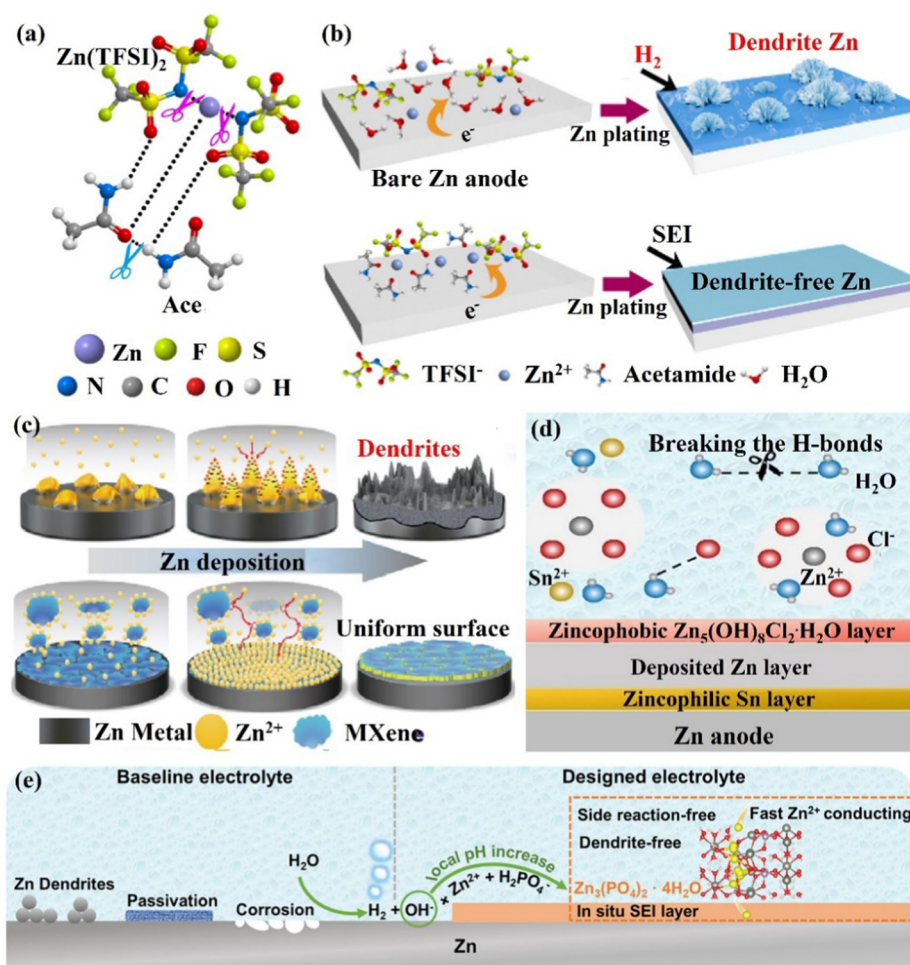 (a)
Zn(TFSI)₂
Ace
Zn F S
N C O H
(b)
Bare Zn anode
e⁻
Zn plating
H₂
Dendrite Zn
e⁻
Zn plating
SEI
Dendrite-free Zn
TFSI⁻ Zn²⁺ Acetamide H₂O
(c)
Dendrites
Zn deposition
Uniform surface
Zn Metal Zn²⁺ MXene
(d)
Breaking the H-bonds
H₂O
Cl⁻
Sn²⁺
Zn²⁺
Zincophobic Zn₅(OH)₈Cl₂·H₂O layer
Deposited Zn layer
Zincophilic Sn layer
Zn anode
(e)
Baseline electrolyte
Designed electrolyte
Zn Dendrites
Passivation
Corrosion
H₂O
H₂ + OH⁻
local pH increase
+ Zn²⁺ + H₂PO₄⁻
Side reaction-free
Fast Zn²⁺ conducting
Dendrite-free
Zn₃(PO₄)₂ · 4H₂O
In situ SEI layer
Zn